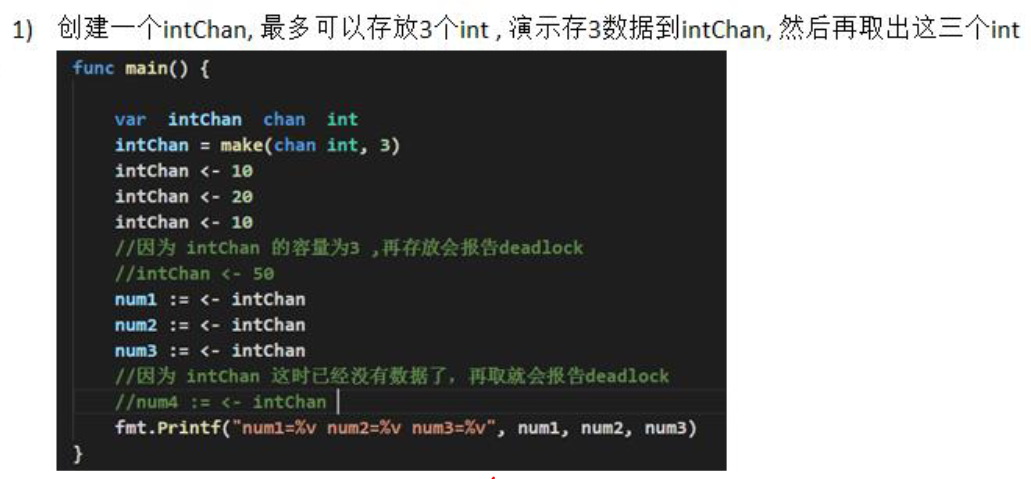 1) 创建一个intChan, 最多可以存放3个int , 演示存3数据到intChan, 然后再取出这三个int
func main() {
var intChan chan int
intChan = make(chan int, 3)
intChan <- 10
intChan <- 20
intChan <- 10
//因为 intChan 的容量为3 ,再存放会报告deadlock
//intChan <- 50
num1 := <- intChan
num2 := <- intChan
num3 := <- intChan
//因为 intChan 这时已经没有数据了，再取就会报告deadlock
//num4 := <- intChan
fmt.Printf("num1=%v num2=%v num3=%v", num1, num2, num3)
}